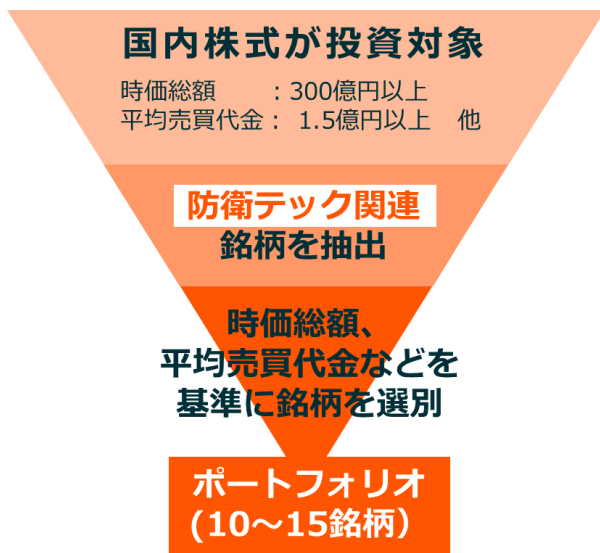 国内株式が投資対象
時価総額　　：300億円以上
平均売買代金： 1.5億円以上　他
防衛テック関連
銘柄を抽出
時価総額、
平均売買代金などを
基準に銘柄を選別
ポートフォリオ
(10～15銘柄）